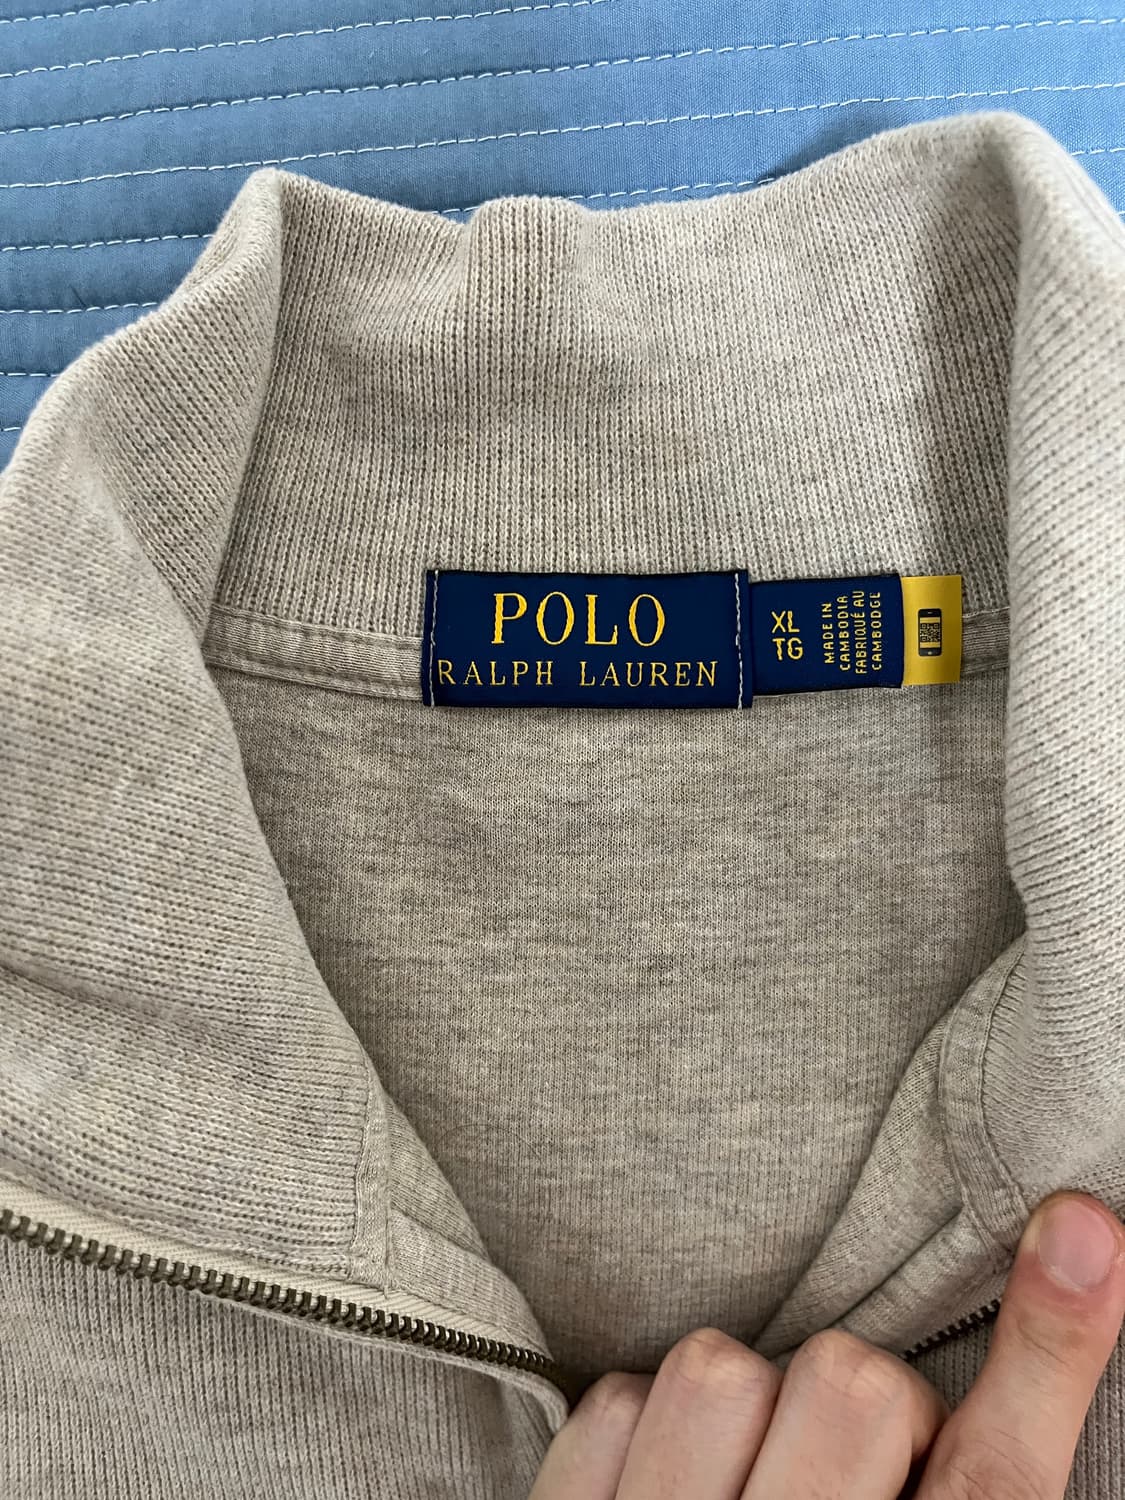 POLO
RALPH LAUREN
XL
TG
MADE IN
CAMBODIA
FABRIQUÉ AU
CAMBODGE